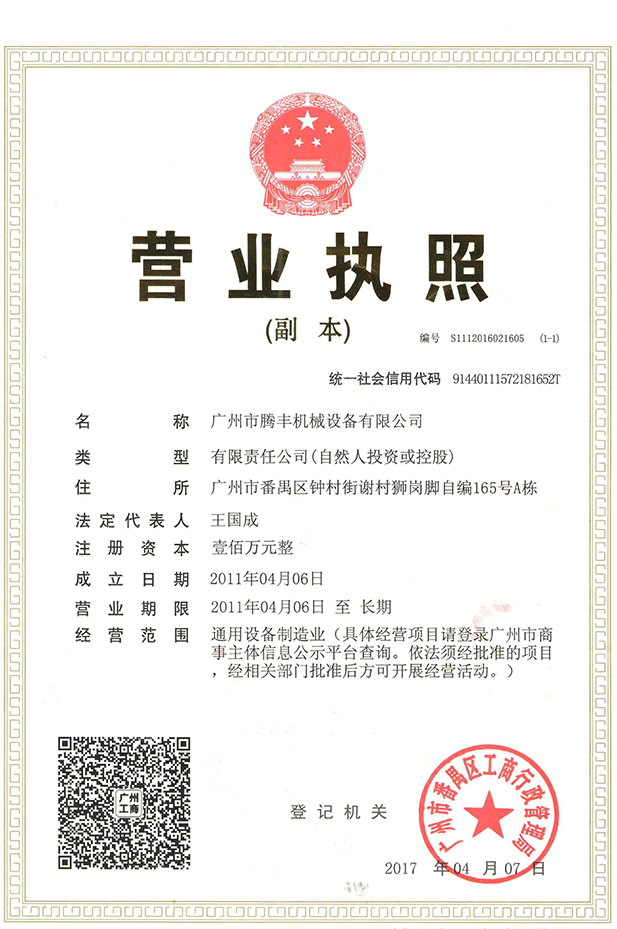 营业执照
(副 本)
编号 S1112016021605 (1-1)
统一社会信用代码 91440111572181652T
名称 广州市腾丰机械设备有限公司
类型 有限责任公司(自然人投资或控股)
住所 广州市番禺区钟村街谢村狮岗脚自编165号A栋
法定代表人 王国成
注册资本 壹佰万元整
成立日期 2011年04月06日
营业期限 2011年04月06日 至 长期
经营范围 通用设备制造业（具体经营项目请登录广州市商
事主体信息公示平台查询。依法须经批准的项目
，经相关部门批准后方可开展经营活动。）
广州
工商
登记机关
广州市番禺区工商行政管理局
2017 年 04 月 07 日